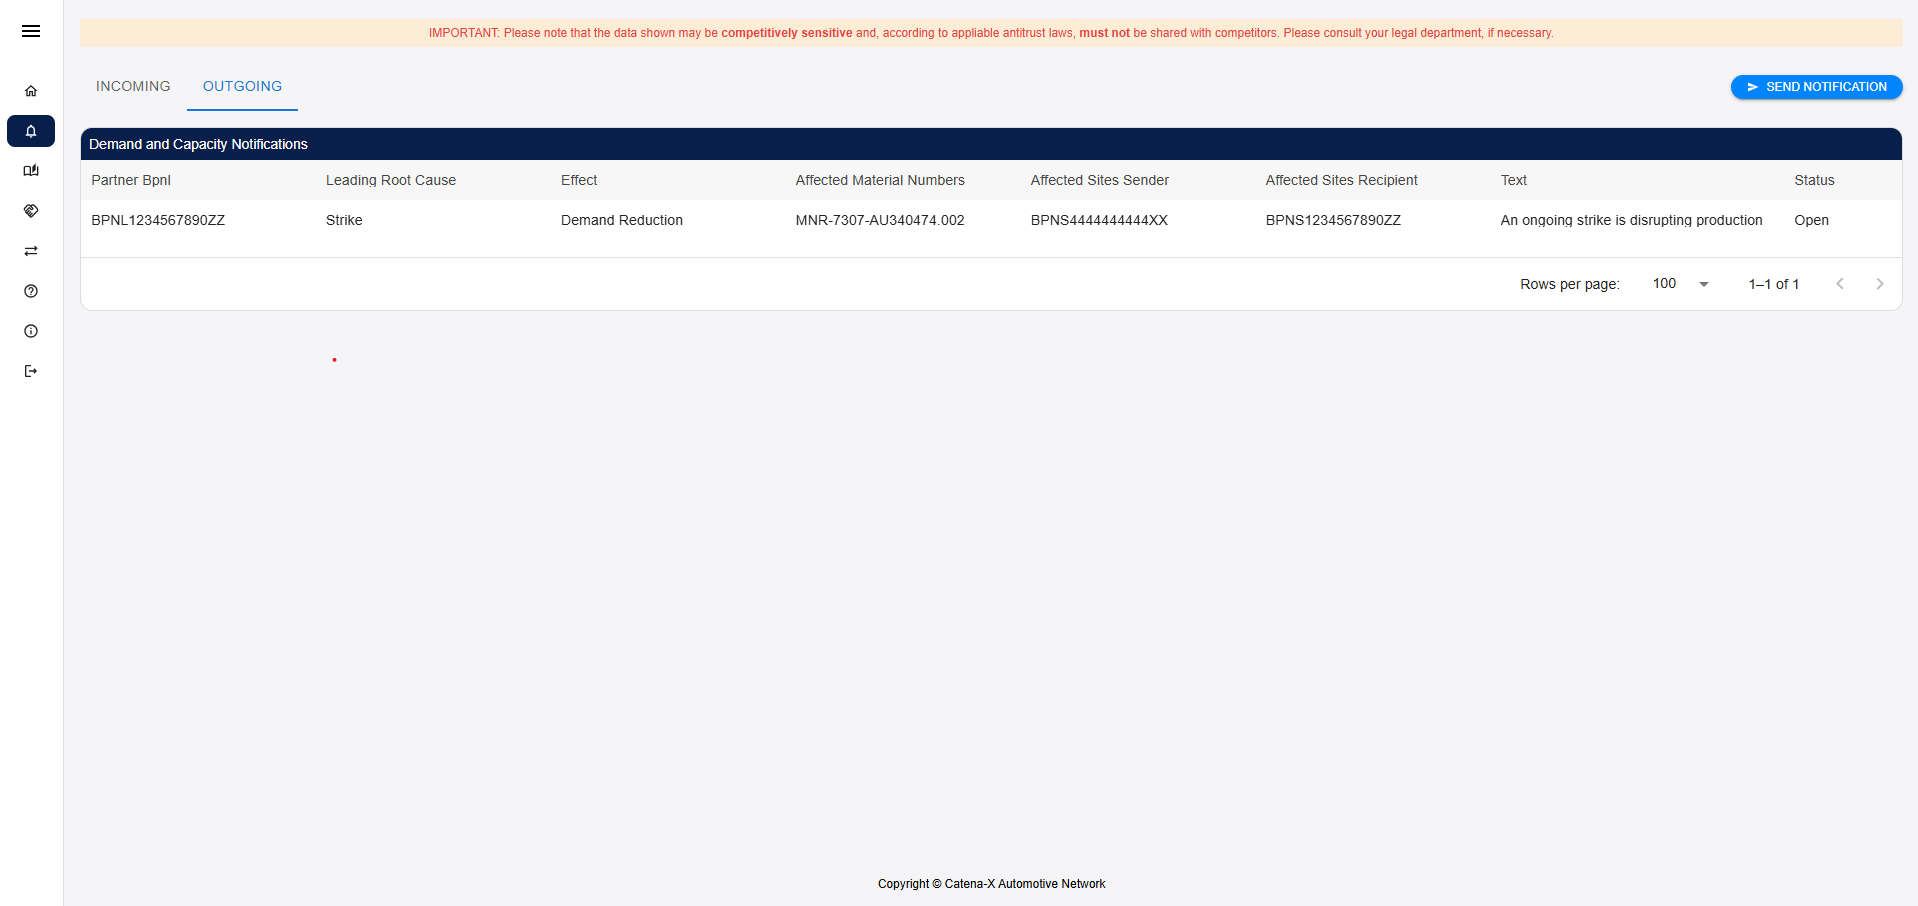 IMPORTANT: Please note that the data shown may be competitively sensitive and, according to appliable antitrust laws, must not be shared with competitors. Please consult your legal department, if necessary.
INCOMING OUTGOING SEND NOTIFICATION
Demand and Capacity Notifications
Partner Bpnl Leading Root Cause Effect Affected Material Numbers Affected Sites Sender Affected Sites Recipient Text Status
BPNL1234567890ZZ Strike Demand Reduction MNR-7307-AU340474.002 BPNS4444444444XX BPNS1234567890ZZ An ongoing strike is disrupting production Open
Rows per page: 100 1–1 of 1
Copyright © Catena-X Automotive Network